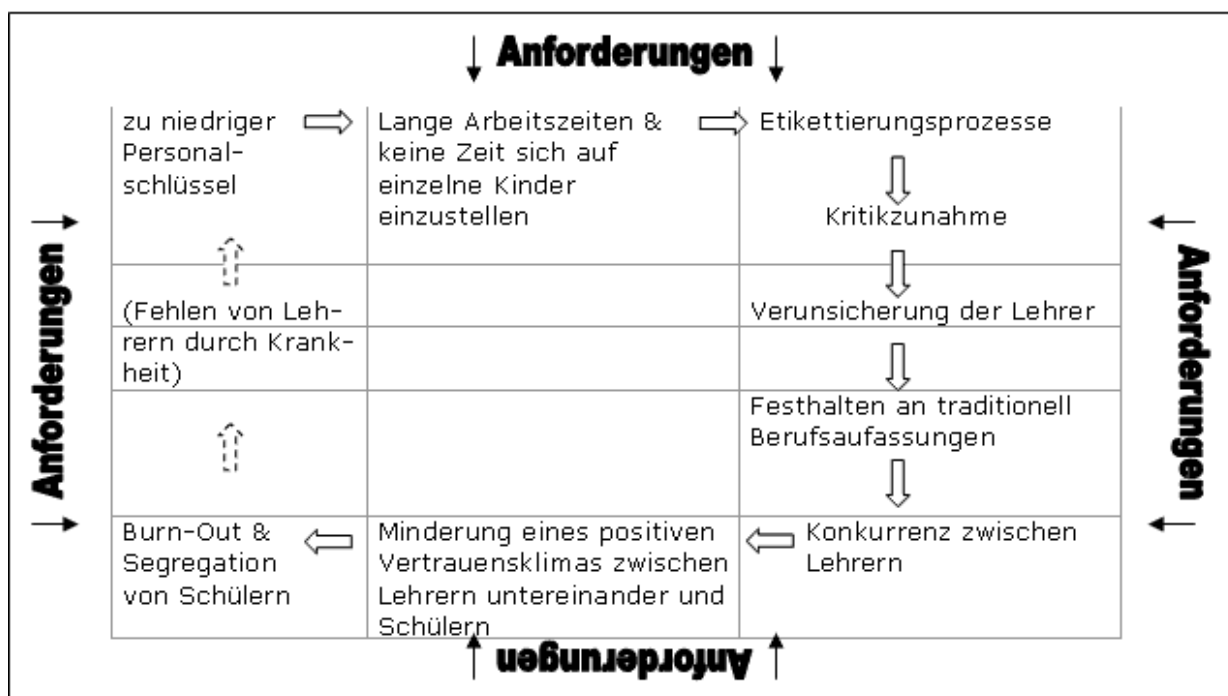 Anforderungen
zu niedriger
Personal-
schlüssel
Lange Arbeitszeiten &
keine Zeit sich auf
einzelne Kinder
einzustellen
Etikettierungsprozesse
Kritikzunahme
Anforderungen
Anforderungen
(Fehlen von Leh-
rern durch Krank-
heit)
Verunsicherung der Lehrer
Festhalten an traditionell
Berufsaufassungen
Burn-Out &
Segregation
von Schülern
Minderung eines positiven
Vertrauensklimas zwischen
Lehrern untereinander und
Schülern
Konkurrenz zwischen
Lehrern
Anforderungen